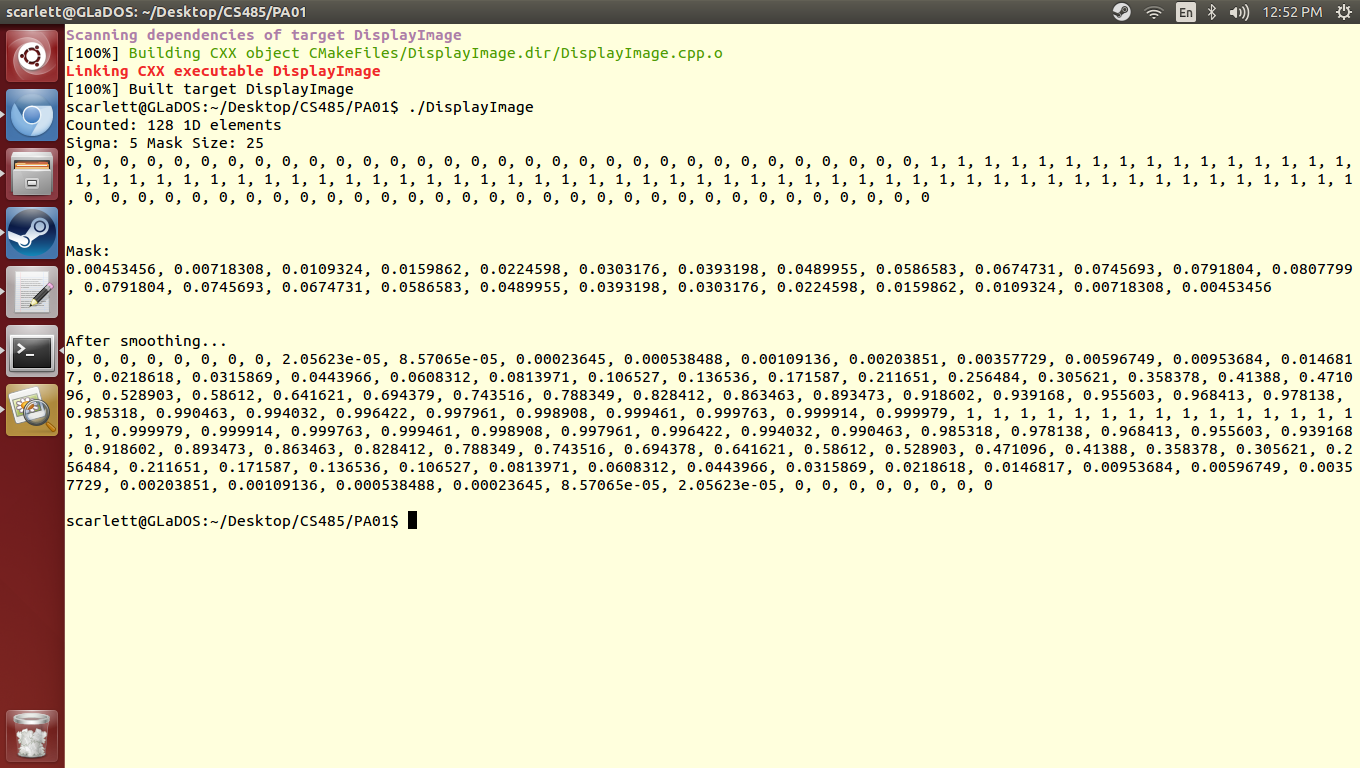 scarlett@GLaDOS: ~/Desktop/CS485/PA01
En
12:52 PM
Scanning dependencies of target DisplayImage
[100%] Building CXX object CMakeFiles/DisplayImage.dir/DisplayImage.cpp.o
Linking CXX executable DisplayImage
[100%] Built target DisplayImage
scarlett@GLaDOS:~/Desktop/CS485/PA01$ ./DisplayImage
Counted: 128 1D elements
Sigma: 5 Mask Size: 25
0, 0, 0, 0, 0, 0, 0, 0, 0, 0, 0, 0, 0, 0, 0, 0, 0, 0, 0, 0, 0, 0, 0, 0, 0, 0, 0, 0, 0, 0, 0, 0, 1, 1, 1, 1, 1, 1, 1, 1, 1, 1, 1, 1, 1, 1, 1, 1,
1, 1, 1, 1, 1, 1, 1, 1, 1, 1, 1, 1, 1, 1, 1, 1, 1, 1, 1, 1, 1, 1, 1, 1, 1, 1, 1, 1, 1, 1, 1, 1, 1, 1, 1, 1, 1, 1, 1, 1, 1, 1, 1, 1, 1, 1, 1, 1
, 0, 0, 0, 0, 0, 0, 0, 0, 0, 0, 0, 0, 0, 0, 0, 0, 0, 0, 0, 0, 0, 0, 0, 0, 0, 0, 0, 0, 0, 0, 0, 0
Mask:
0.00453456, 0.00718308, 0.0109324, 0.0159862, 0.0224598, 0.0303176, 0.0393198, 0.0489955, 0.0586583, 0.0674731, 0.0745693, 0.0791804, 0.0807799
, 0.0791804, 0.0745693, 0.0674731, 0.0586583, 0.0489955, 0.0393198, 0.0303176, 0.0224598, 0.0159862, 0.0109324, 0.00718308, 0.00453456
After smoothing...
0, 0, 0, 0, 0, 0, 0, 0, 2.05623e-05, 8.57065e-05, 0.00023645, 0.000538488, 0.00109136, 0.00203851, 0.00357729, 0.00596749, 0.00953684, 0.014681
7, 0.0218618, 0.0315869, 0.0443966, 0.0608312, 0.0813971, 0.106527, 0.136536, 0.171587, 0.211651, 0.256484, 0.305621, 0.358378, 0.41388, 0.4710
96, 0.528903, 0.58612, 0.641621, 0.694379, 0.743516, 0.788349, 0.828412, 0.863463, 0.893473, 0.918602, 0.939168, 0.955603, 0.968413, 0.978138,
0.985318, 0.990463, 0.994032, 0.996422, 0.997961, 0.998908, 0.999461, 0.999763, 0.999914, 0.999979, 1, 1, 1, 1, 1, 1, 1, 1, 1, 1, 1, 1, 1, 1, 1
, 1, 0.999979, 0.999914, 0.999763, 0.999461, 0.998908, 0.997961, 0.996422, 0.994032, 0.990463, 0.985318, 0.978138, 0.968413, 0.955603, 0.939168
, 0.918602, 0.893473, 0.863463, 0.828412, 0.788349, 0.743516, 0.694378, 0.641621, 0.58612, 0.528903, 0.471096, 0.41388, 0.358378, 0.305621, 0.2
56484, 0.211651, 0.171587, 0.136536, 0.106527, 0.0813971, 0.0608312, 0.0443966, 0.0315869, 0.0218618, 0.0146817, 0.00953684, 0.00596749, 0.0035
7729, 0.00203851, 0.00109136, 0.000538488, 0.00023645, 8.57065e-05, 2.05623e-05, 0, 0, 0, 0, 0, 0, 0, 0
scarlett@GLaDOS:~/Desktop/CS485/PA01$